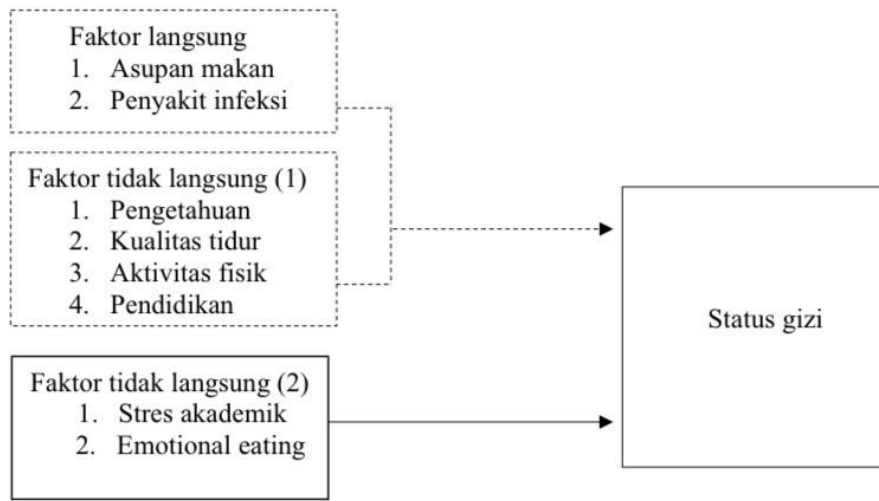 Faktor langsung
1. Asupan makan
2. Penyakit infeksi
Faktor tidak langsung (1)
1. Pengetahuan
2. Kualitas tidur
3. Aktivitas fisik
4. Pendidikan
Faktor tidak langsung (2)
1. Stres akademik
2. Emotional eating
Status gizi